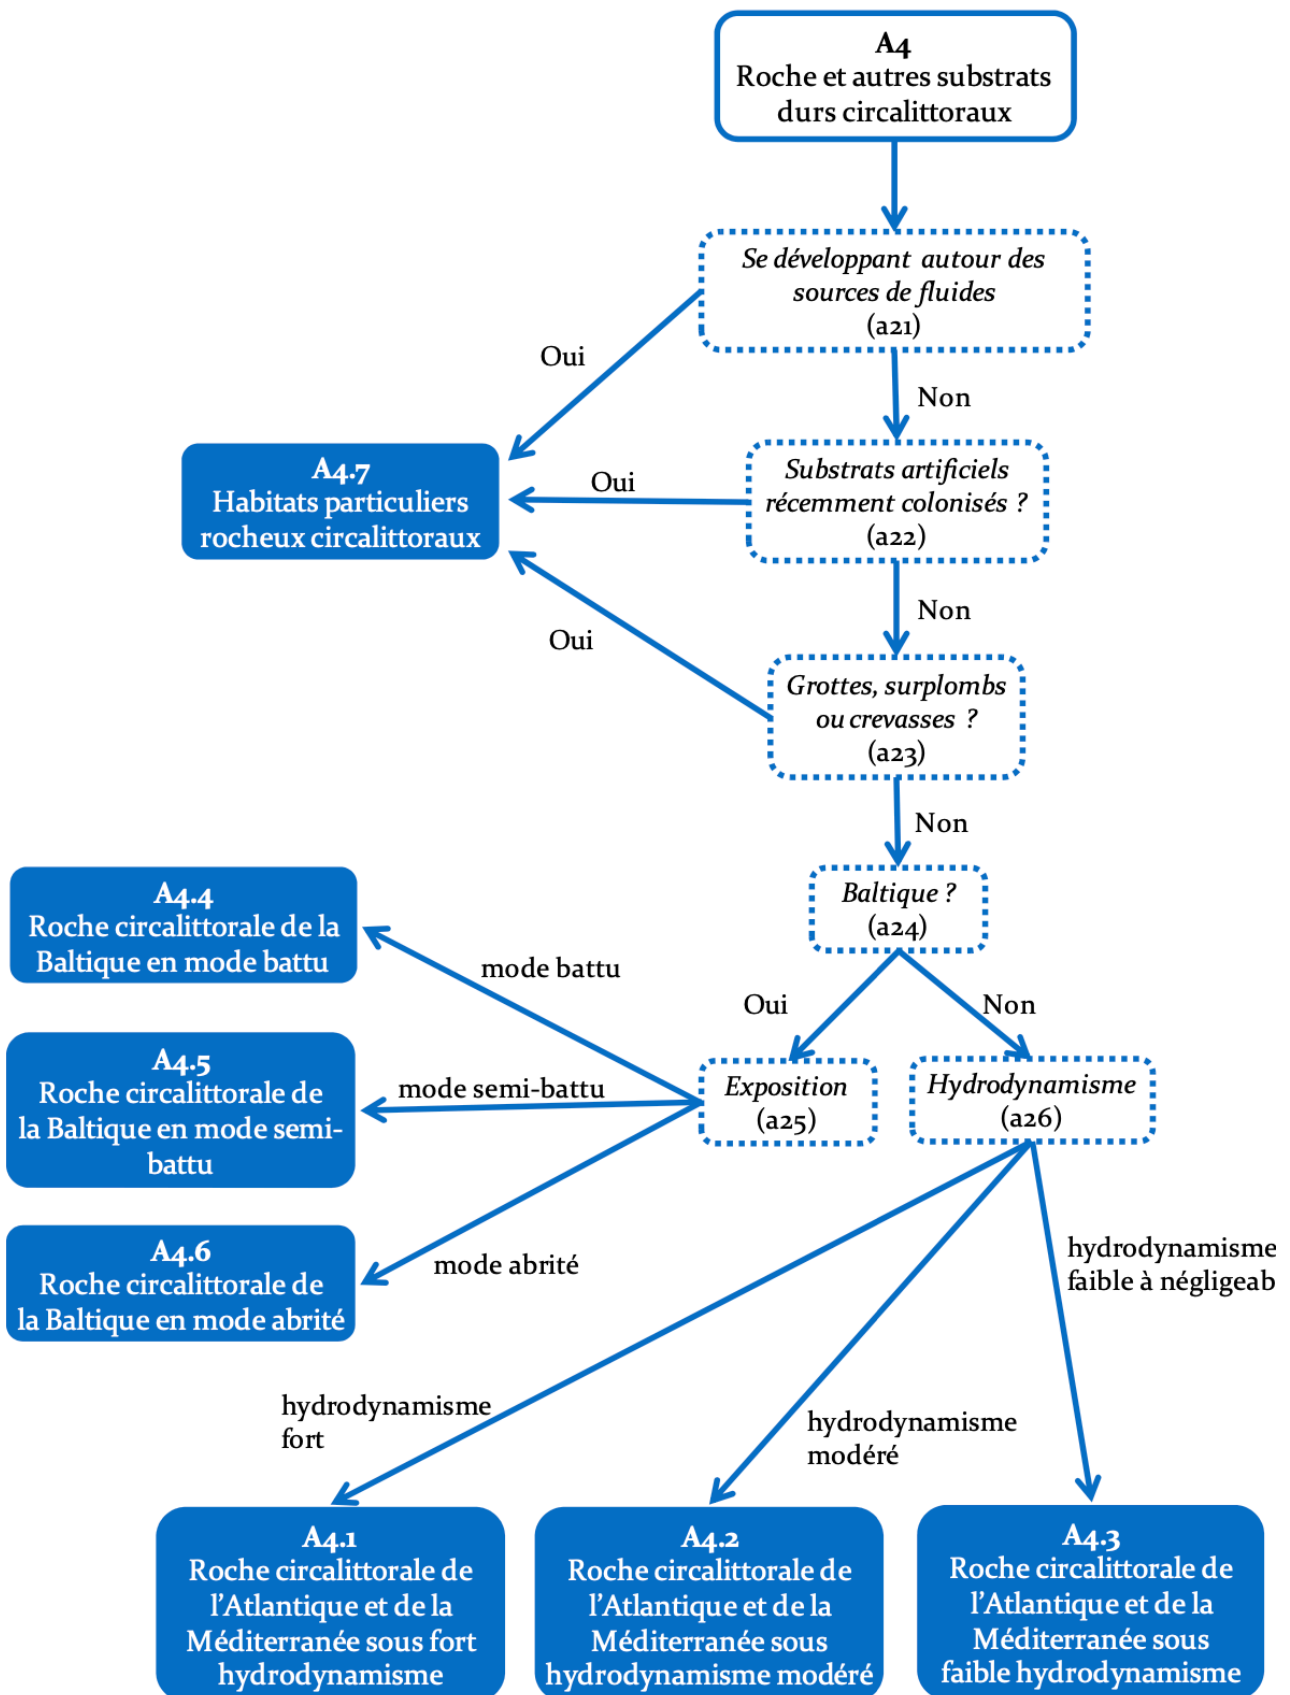 A4
Roche et autres substrats
durs circalittoraux
Se développant autour des
sources de fluides
(a21)
Oui
Non
A4.7
Habitats particuliers
rocheux circalittoraux
Oui
Substrats artificiels
récemment colonisés ?
(a22)
Non
Oui
Grottes, surplombs
ou crevasses ?
(a23)
Non
Baltique ?
(a24)
A4.4
Roche circalittorale de la
Baltique en mode battu
mode battu
Oui
Non
A4.5
Roche circalittorale de
la Baltique en mode semi-
battu
mode semi-battu
Exposition
(a25)
Hydrodynamisme
(a26)
A4.6
Roche circalittorale de
la Baltique en mode abrité
mode abrité
hydrodynamisme
faible à négligeab
hydrodynamisme
fort
hydrodynamisme
modéré
A4.1
Roche circalittorale de
l’Atlantique et de la
Méditerranée sous fort
hydrodynamisme
A4.2
Roche circalittorale de
l’Atlantique et de la
Méditerranée sous
hydrodynamisme modéré
A4.3
Roche circalittorale de
l’Atlantique et de la
Méditerranée sous
faible hydrodynamisme